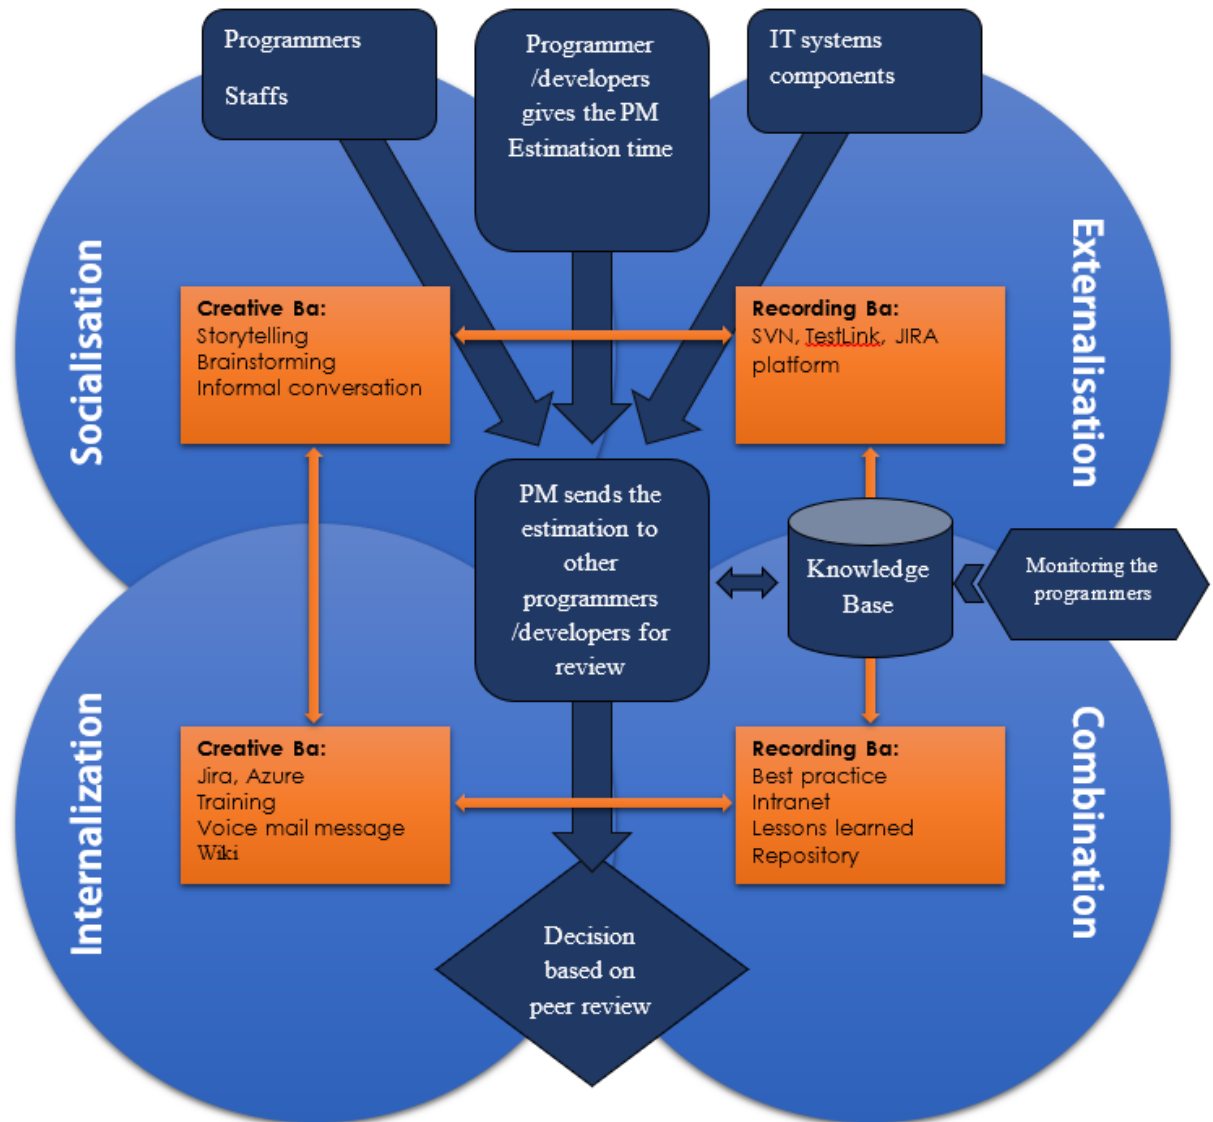 Programmers
Staffs
Programmer
/developers
gives the PM
Estimation time
IT systems
components
Socialisation
Externalisation
Creative Ba:
Storytelling
Brainstorming
Informal conversation
Recording Ba:
SVN, TestLink, JIRA
platform
PM sends the
estimation to
other
programmers
/developers for
review
Knowledge
Base
Monitoring the
programmers
Internalization
Combination
Creative Ba:
Jira, Azure
Training
Voice mail message
Wiki
Recording Ba:
Best practice
Intranet
Lessons learned
Repository
Decision
based on
peer review